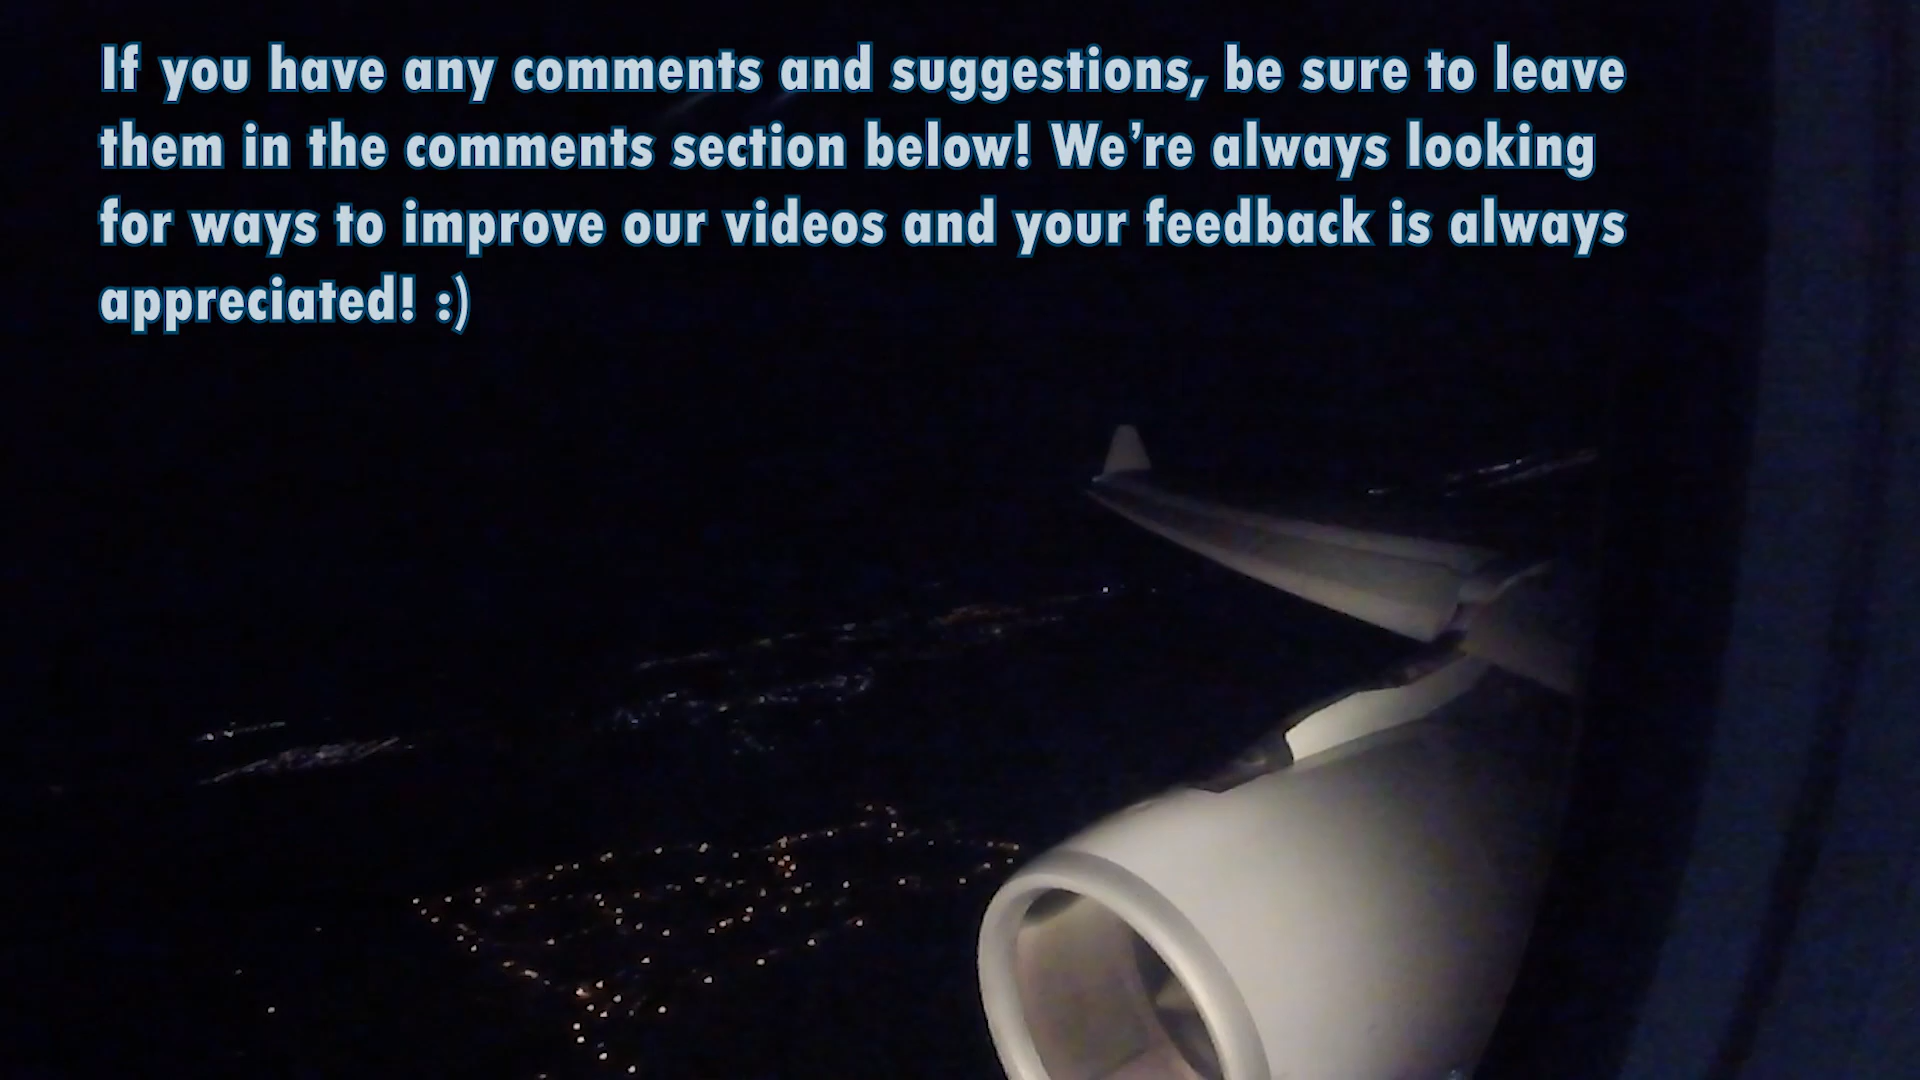 If you have any comments and suggestions, be sure to leave
them in the comments section below! We’re always looking
for ways to improve our videos and your feedback is always
appreciated! :)